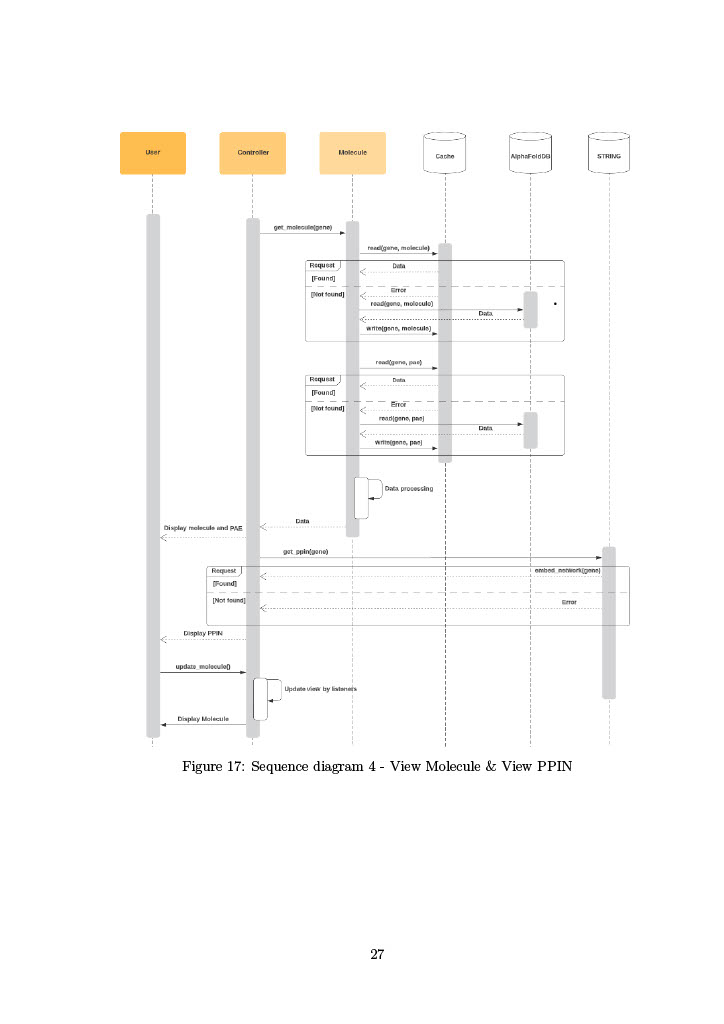 User
Controller
Molecule
Cache
AlphaFoldDB
STRING
get_molecule(gene)
read(gene, molecule)
Request
Data
[Found]
[Not found]
Error
read(gene, molecule)
Data
write(gene, molecule)
read(gene, pae)
Request
Data
[Found]
[Not found]
Error
read(gene, pae)
Data
write(gene, pae)
Data processing
Data
Display molecule and PAE
get_ppin(gene)
Request
embed_network(gene)
[Found]
[Not found]
Error
Display PPIN
update_molecule()
Update view by listeners
Display Molecule
Figure 17: Sequence diagram 4 - View Molecule & View PPIN
27